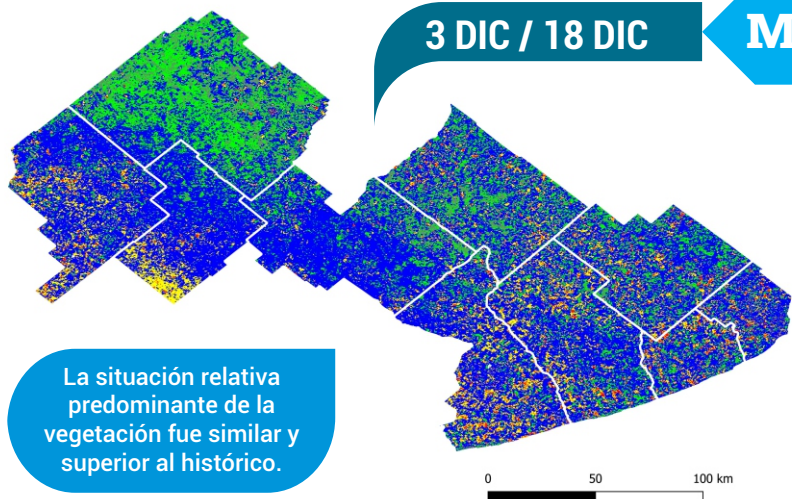 3 DIC / 18 DIC
M
La situación relativa
predominante de la
vegetación fue similar y
superior al histórico.
0 50 100 km